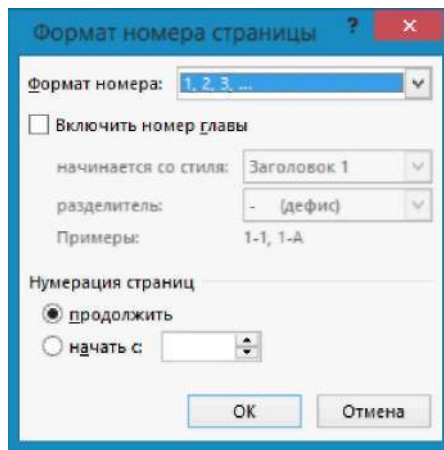 Формат номера страницы ? ×
Формат номера: 1, 2, 3, ...
Включить номер главы
начинается со стиля: Заголовок 1
разделитель: - (дефис)
Примеры: 1-1, 1-A
Нумерация страниц
продолжить
начать с:
ОК Отмена